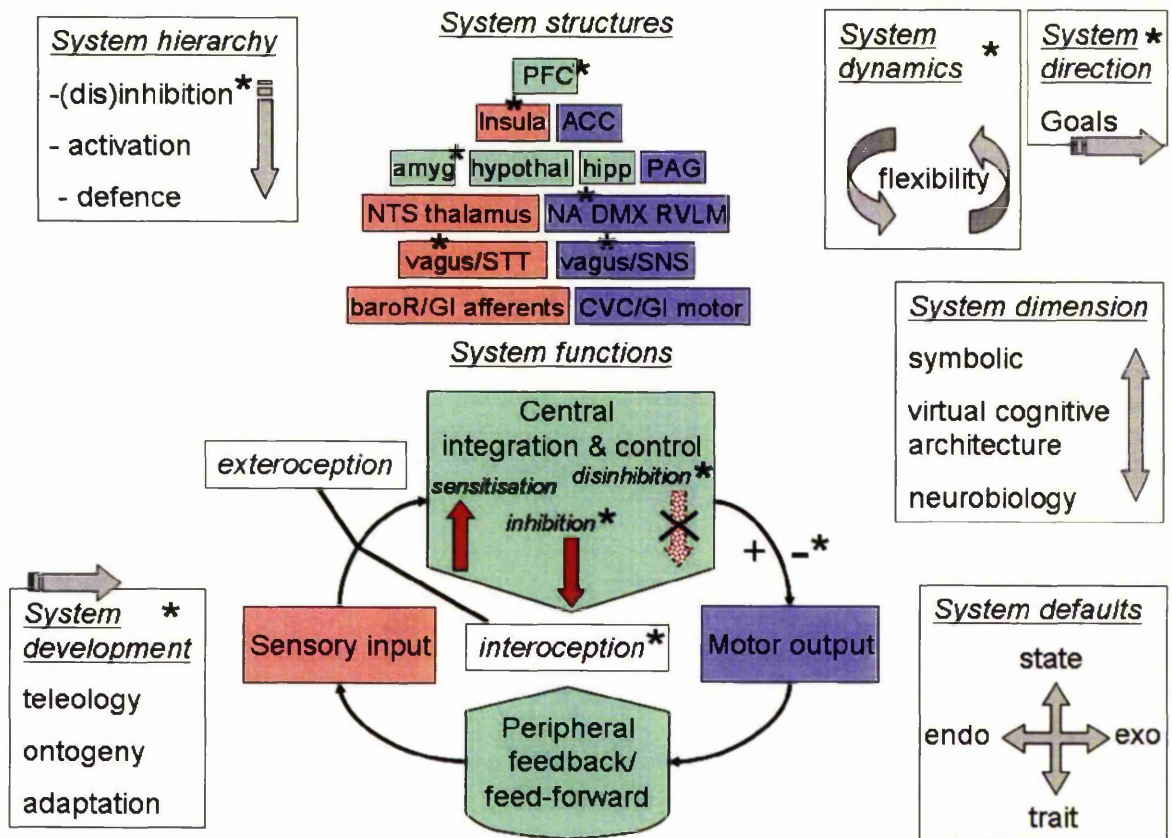 System hierarchy
-(dis)inhibition*
- activation
- defence
System structures
PFC*
*
Insula ACC
amyg* hypothal hipp PAG
NTS thalamus NA* DMX RVLM
* *
vagus/STT vagus/SNS
baroR/GI afferents CVC/GI motor
System *
dynamics
flexibility
System *
direction
Goals
System dimension
symbolic
virtual cognitive
architecture
neurobiology
System functions
Central
integration & control
sensitisation
disinhibition*
inhibition*
exteroception
+ -*
Sensory input
interoception*
Motor output
Peripheral
feedback/
feed-forward
System *
development
teleology
ontogeny
adaptation
System defaults
state
endo exo
trait